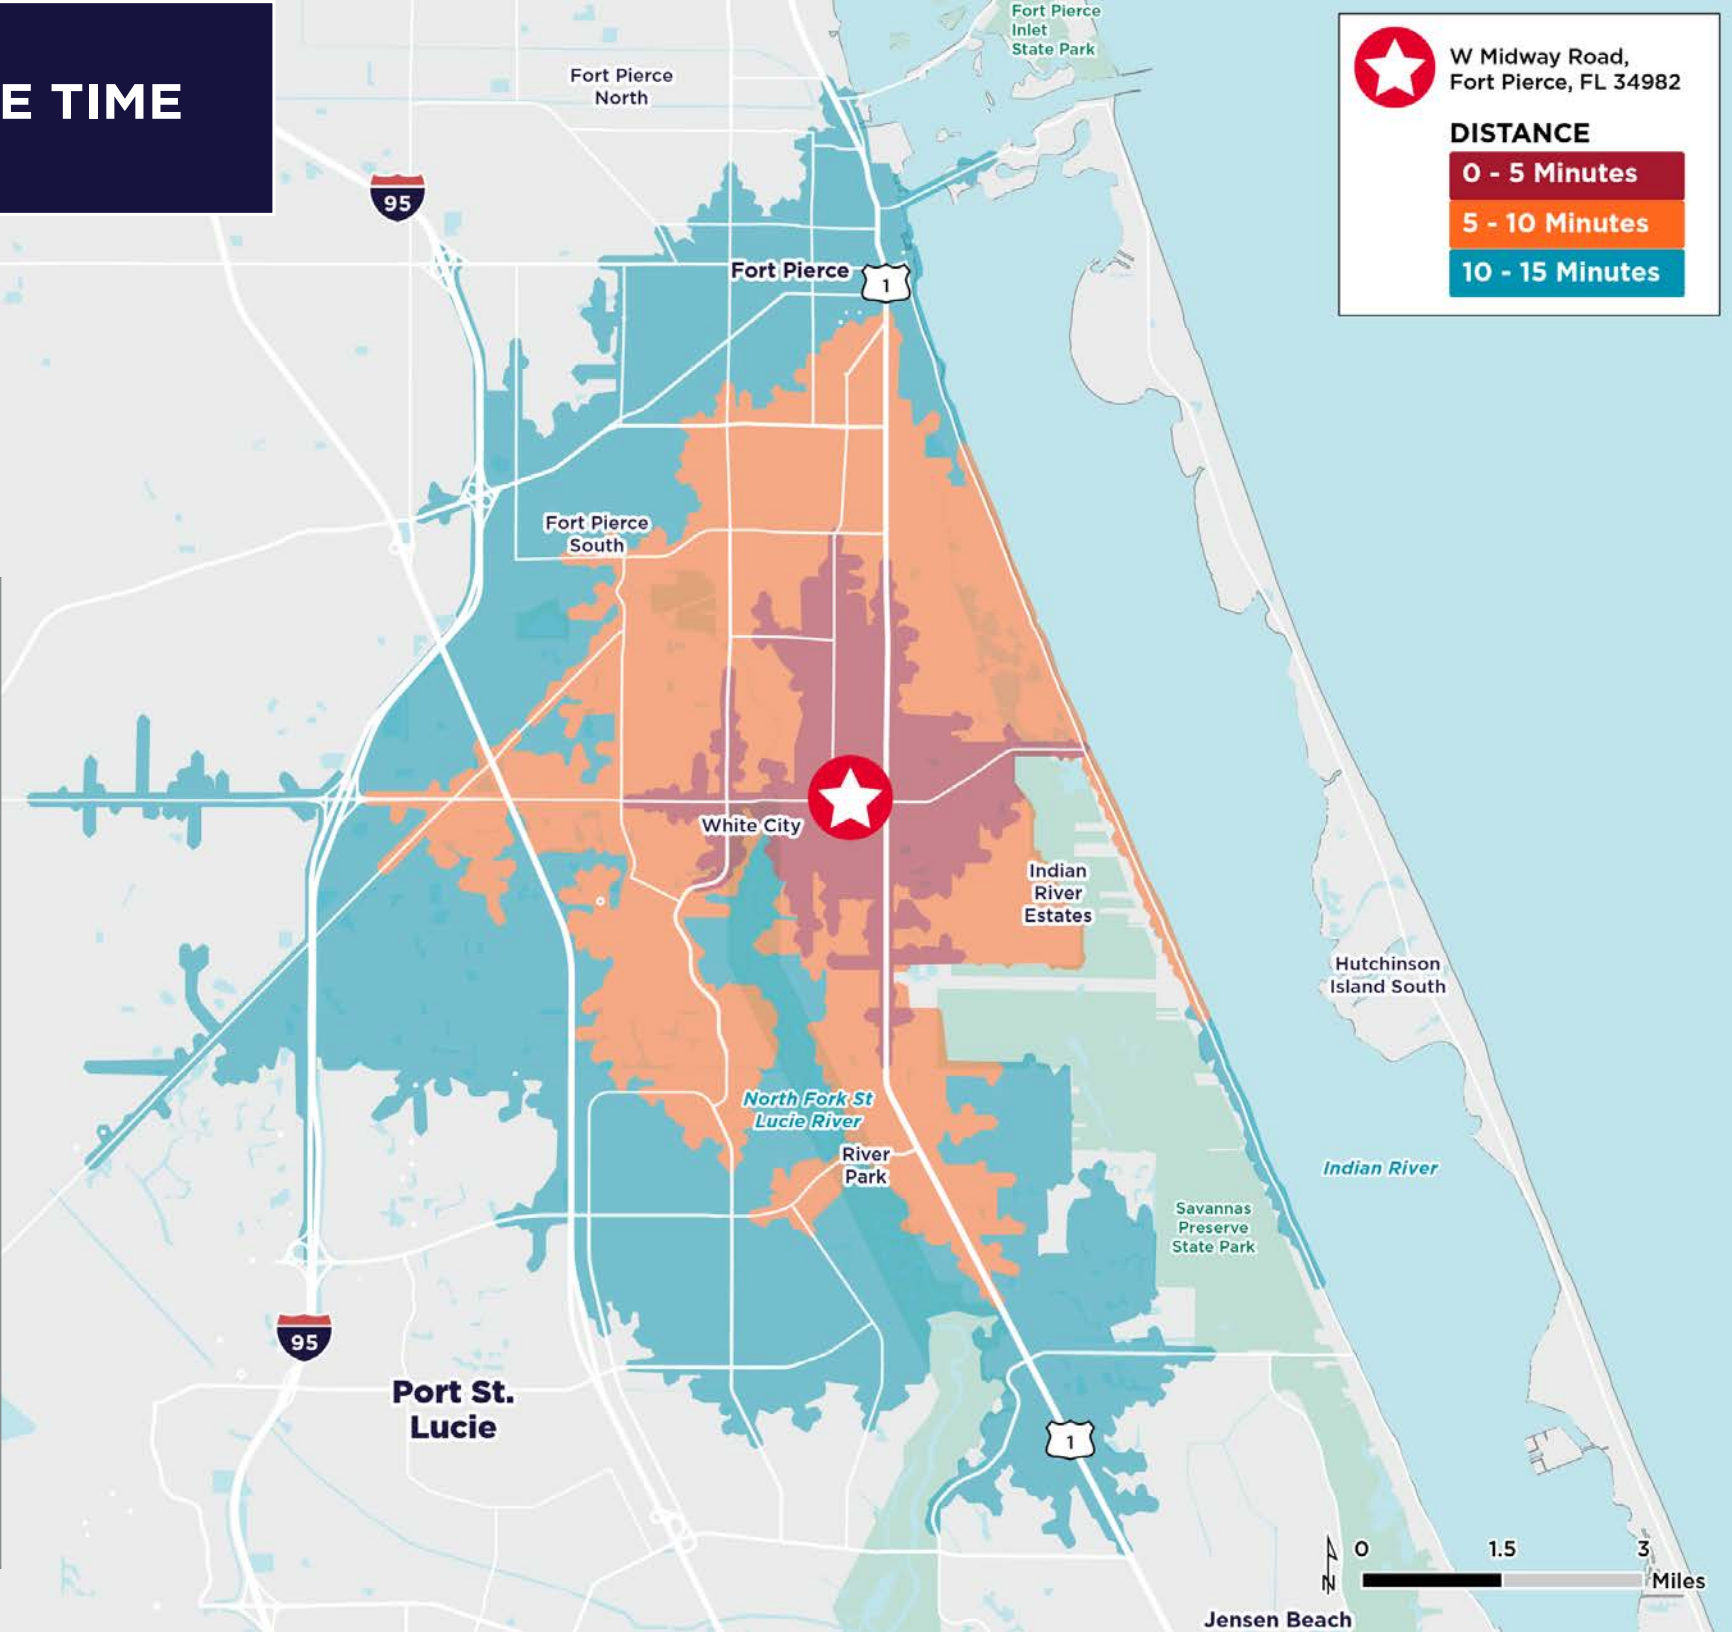 E TIME
W Midway Road,
Fort Pierce, FL 34982
DISTANCE
0 - 5 Minutes
5 - 10 Minutes
10 - 15 Minutes
Fort Pierce
Inlet
State Park
Fort Pierce
North
95
Fort Pierce
1
Fort Pierce
South
White City
Indian
River
Estates
Hutchinson
Island South
North Fork St
Lucie River
River
Park
Indian River
Savannas
Preserve
State Park
95
Port St.
Lucie
1
0 1.5 3
Miles
N
Jensen Beach